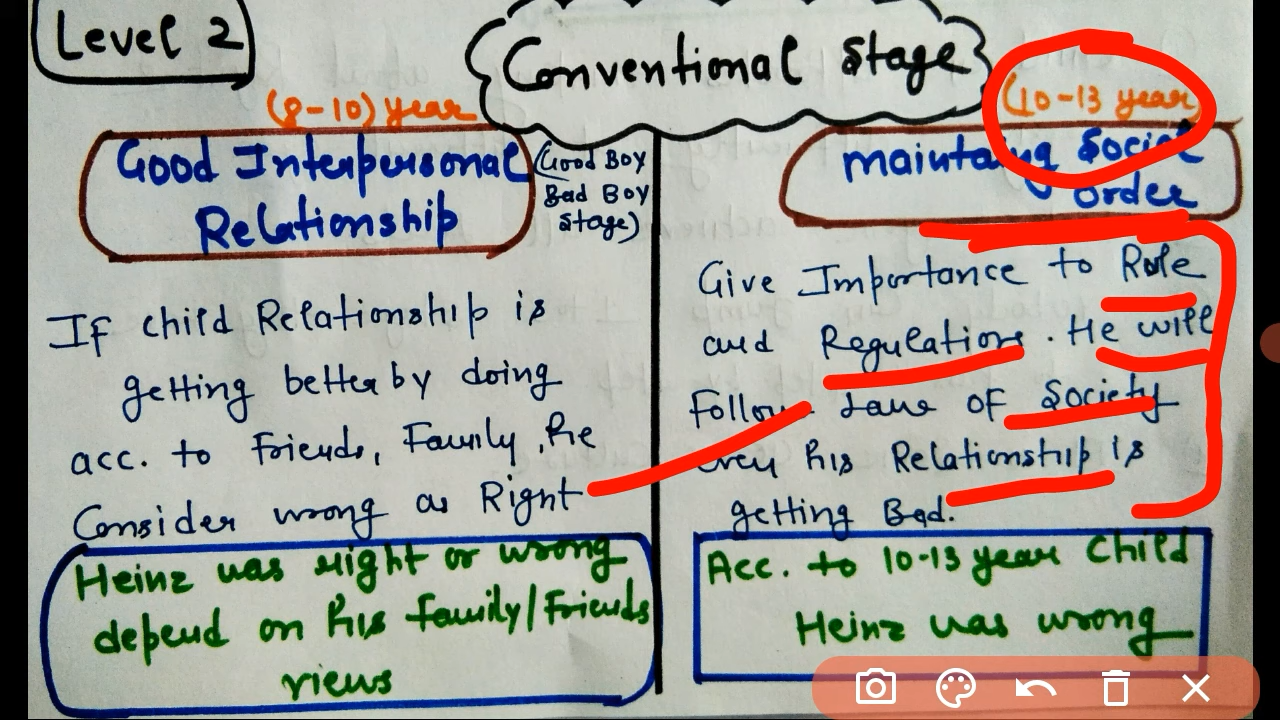 Level 2
Conventional Stage
(8-10) year
Good Interpersonal
Relationship
(Good Boy
Bad Boy
Stage)
If child Relationship is
getting better by doing
acc. to Friends, Family, he
Consider wrong as Right
Heinz was right or wrong
depend on his family/Friends
views
(10-13 year)
maintaing Social
order
Give Importance to Rule
and Regulations. He will
Follow Laws of Society
even his Relationship is
getting Bad.
Acc. to 10-13 year Child
Heinz was wrong